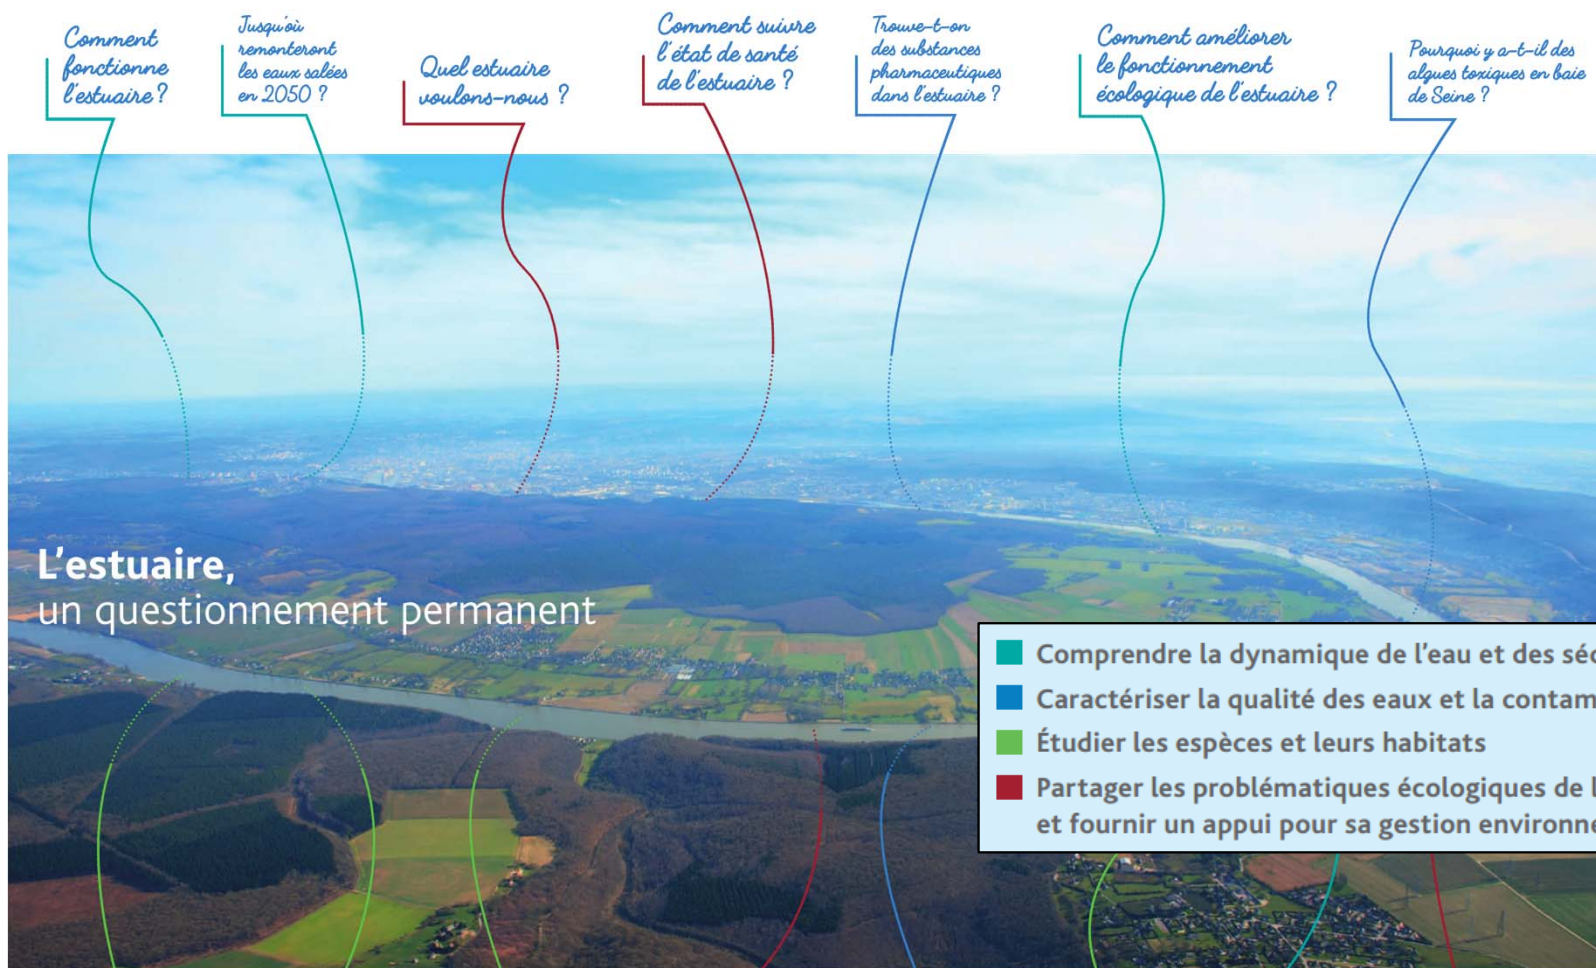 Comment
fonctionne
l'estuaire ?
Jusqu'où
remonteront
les eaux salées
en 2050 ?
Quel estuaire
voulons-nous ?
Comment suivre
l'état de santé
de l'estuaire ?
Trouve-t-on
des substances
pharmaceutiques
dans l'estuaire ?
Comment améliorer
le fonctionnement
écologique de l'estuaire ?
Pourquoi y a-t-il des
algues toxiques en baie
de Seine ?
L'estuaire,
un questionnement permanent
Comprendre la dynamique de l'eau et des
Caractériser la qualité des eaux et la
Étudier les espèces et leurs habitats
Partager les problématiques écologiques de
et fournir un appui pour sa gestion